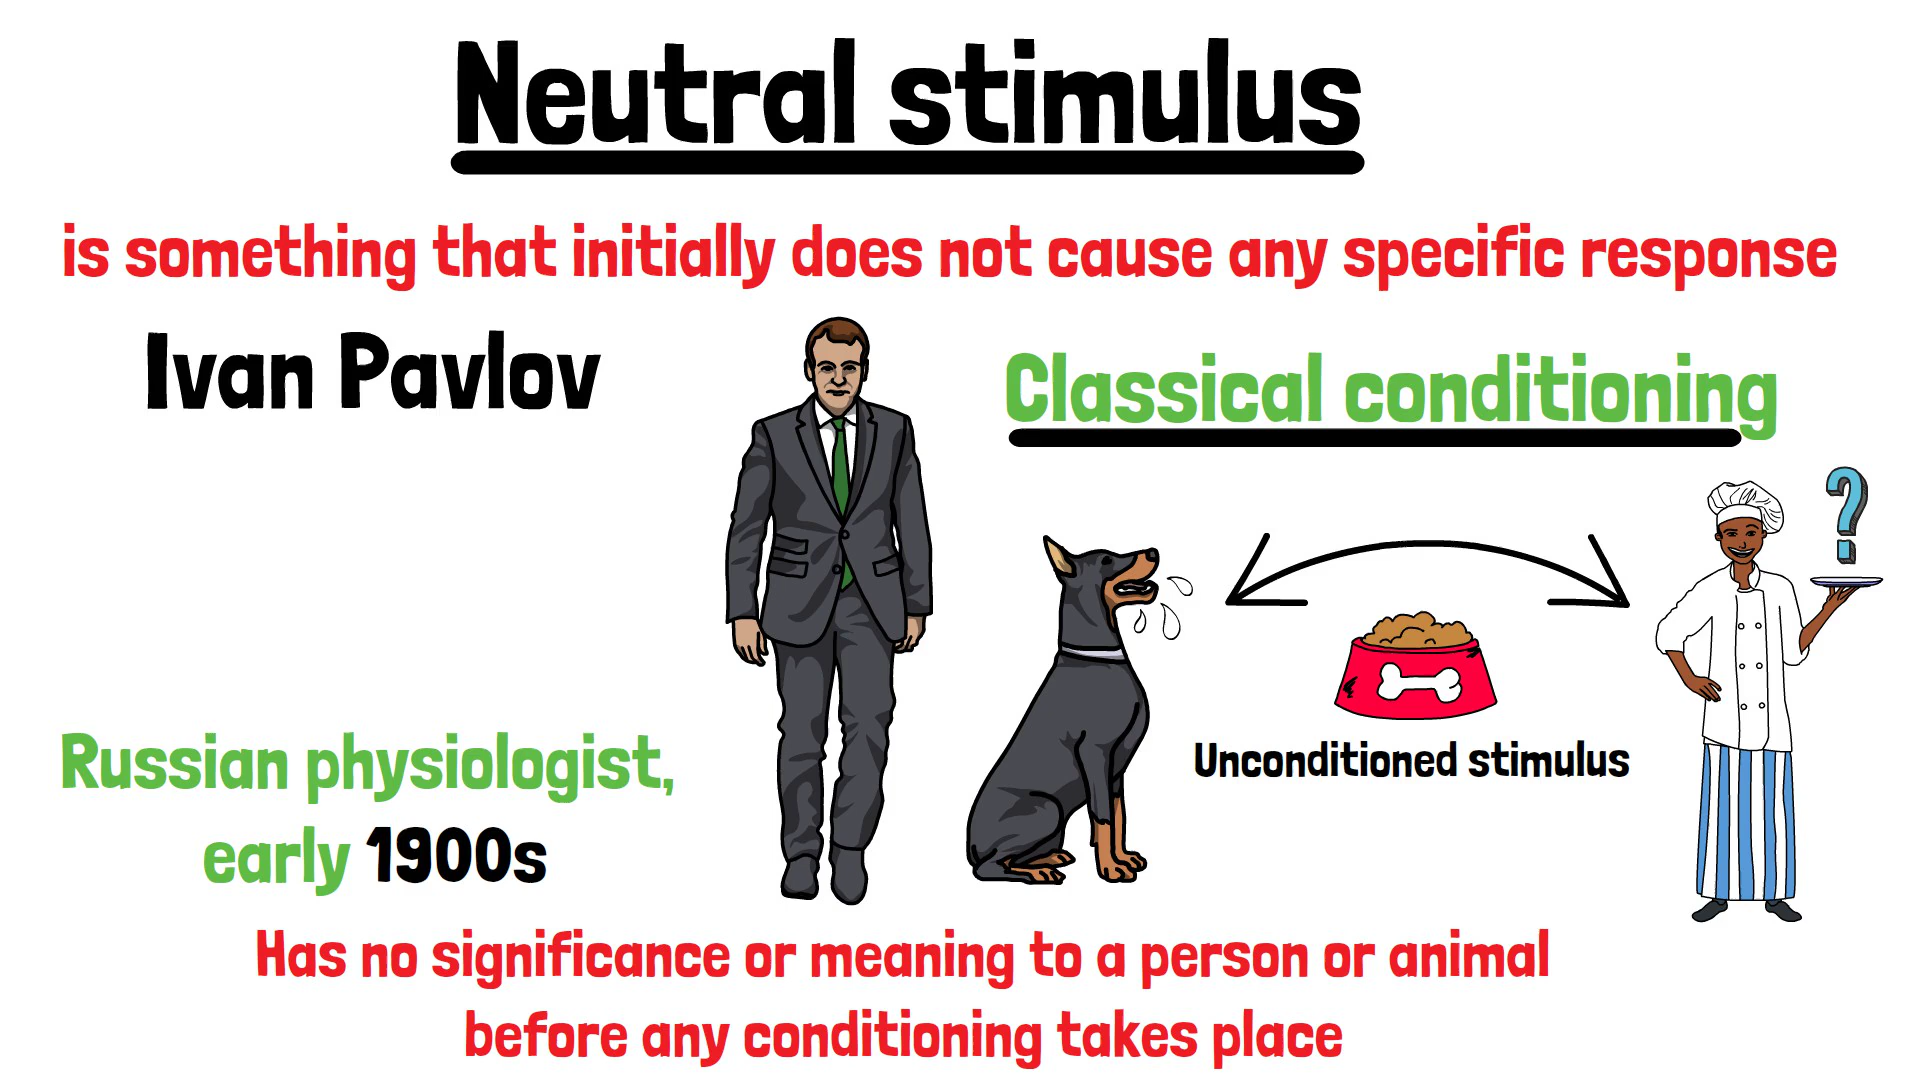 Neutral stimulus
is something that initially does not cause any specific response
Ivan Pavlov
Classical conditioning
?
Unconditioned stimulus
Russian physiologist,
early 1900s
Has no significance or meaning to a person or animal
before any conditioning takes place